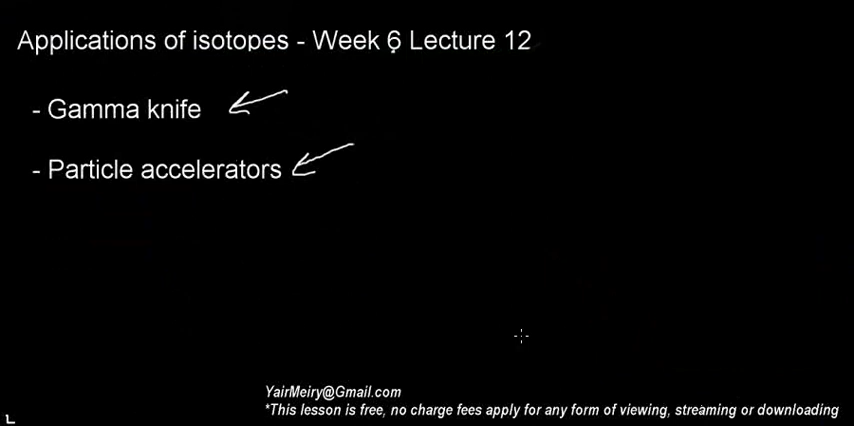 Applications of isotopes - Week 6 Lecture 12
- Gamma knife
- Particle accelerators
YairMeiry@Gmail.com
*This lesson is free, no charge fees apply for any form of viewing, streaming or downloading